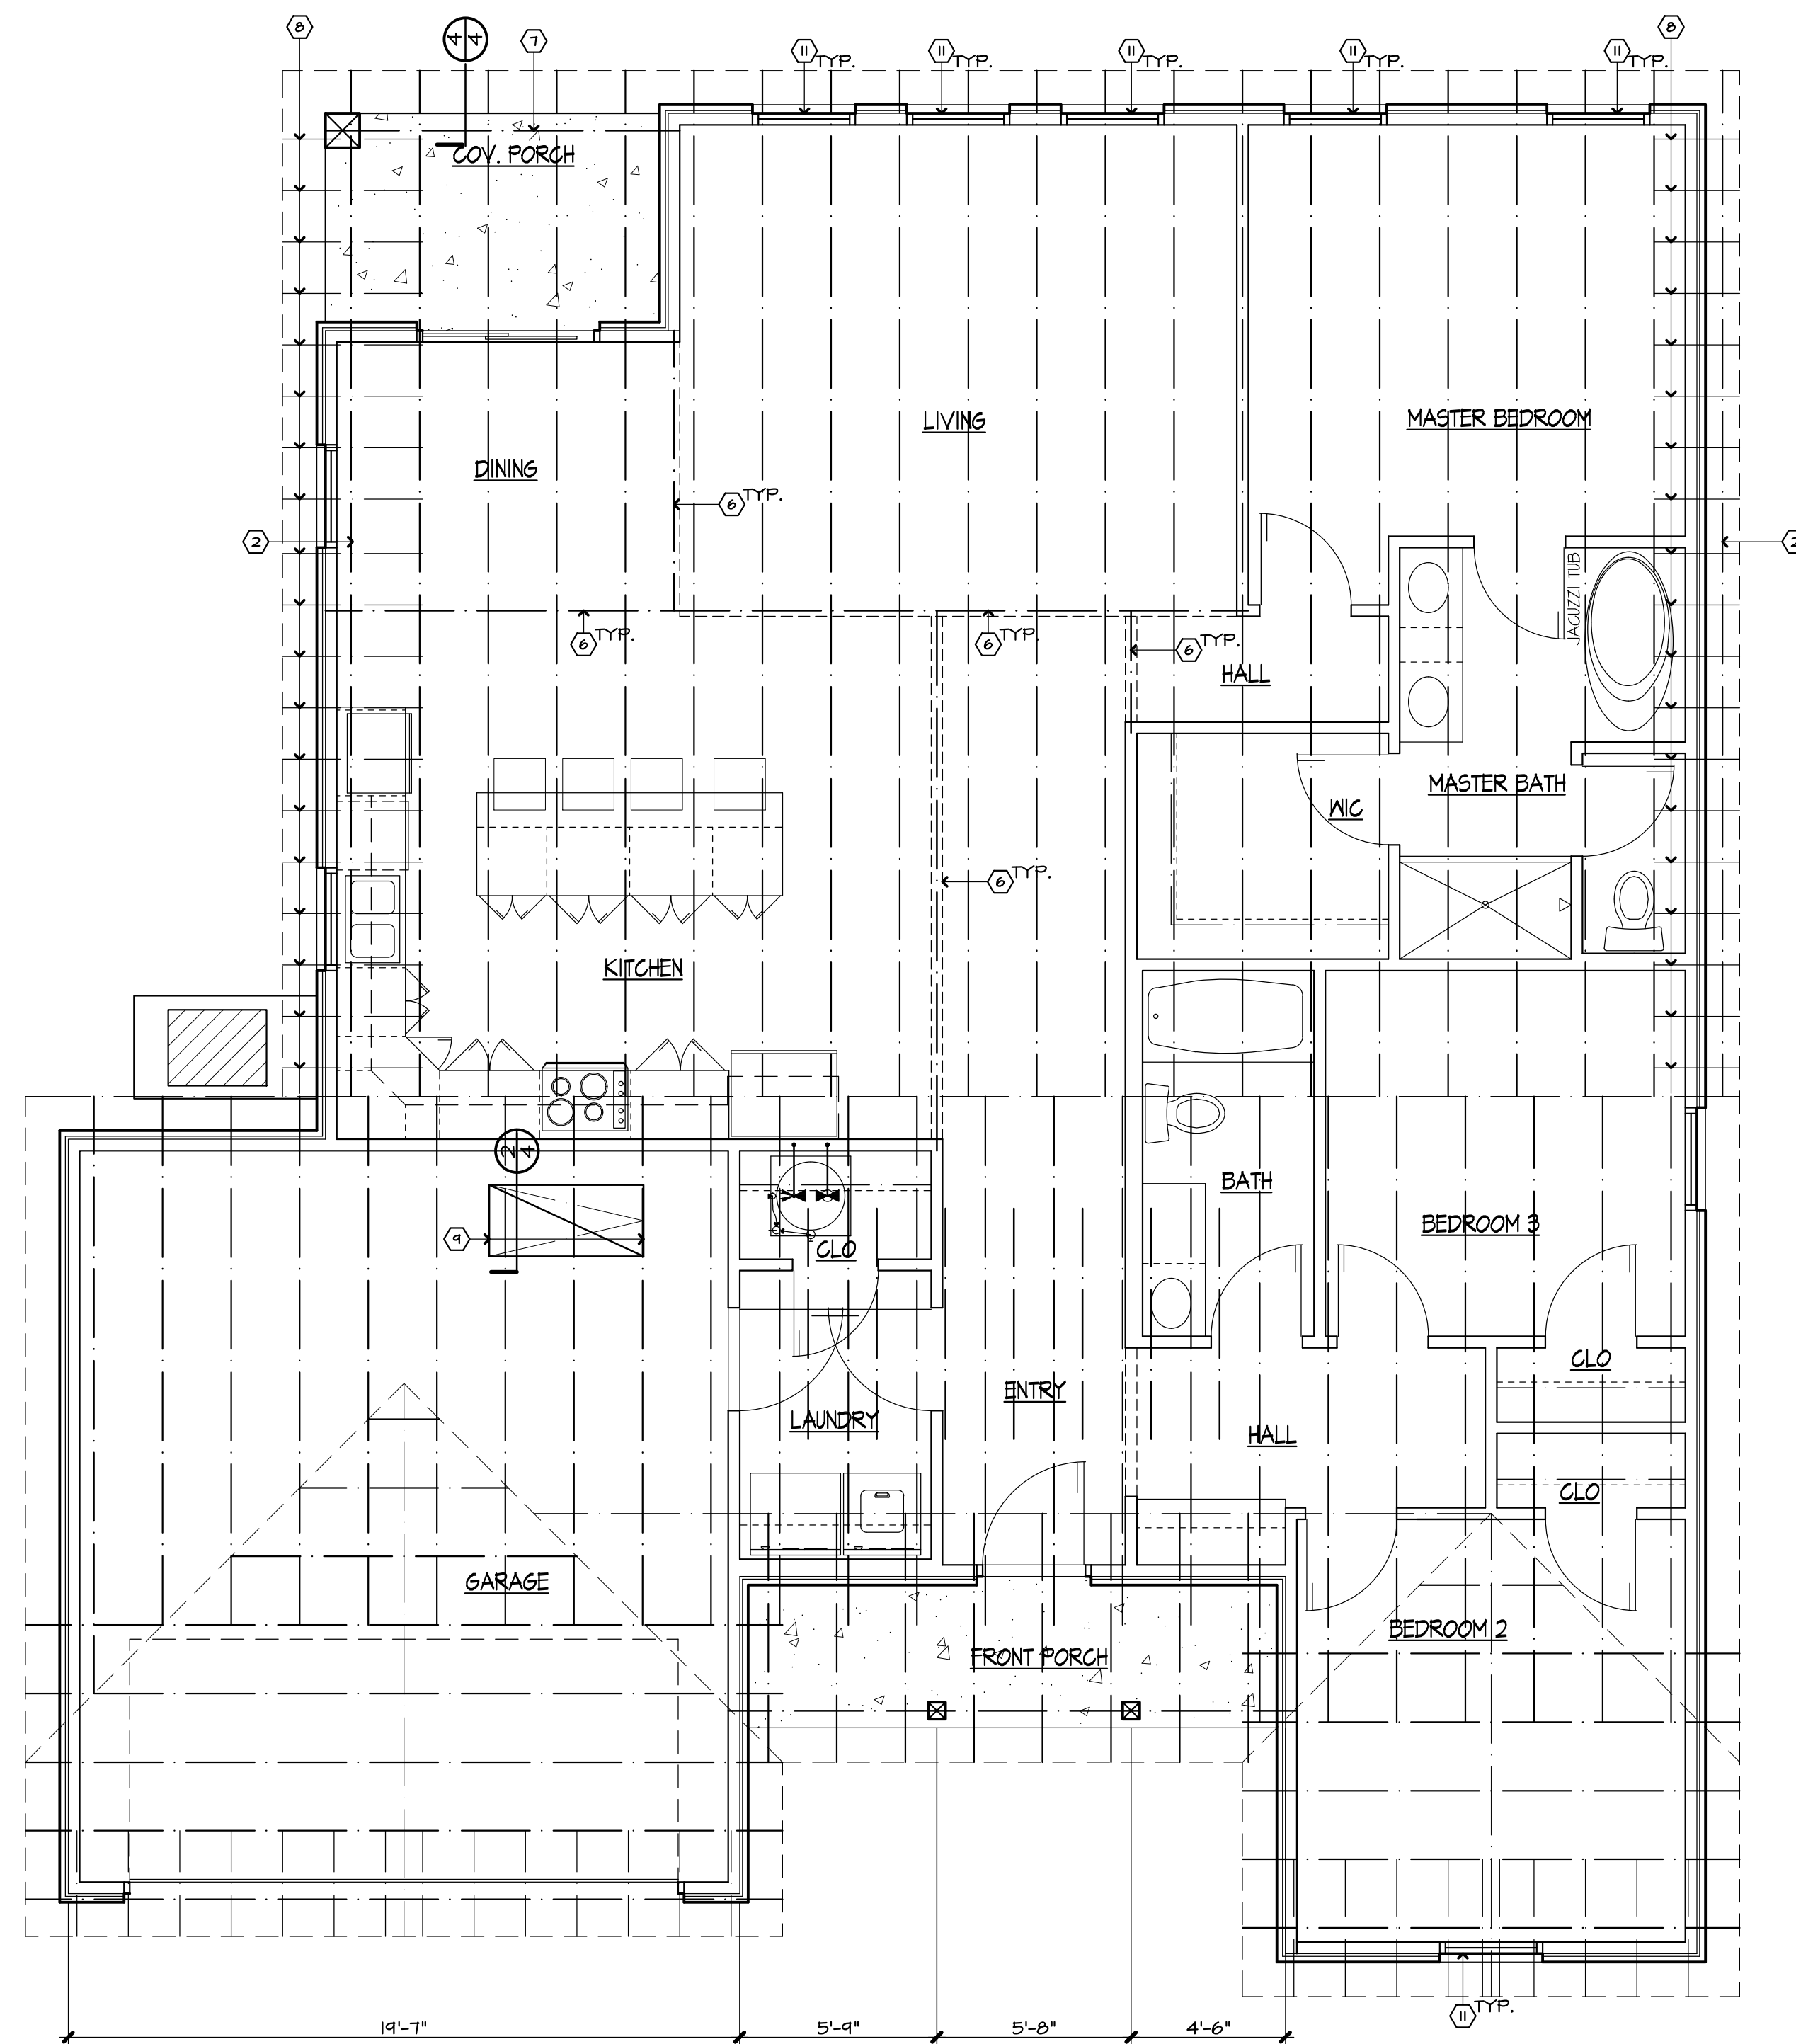 8
4
4
7
11 TYP.
11 TYP.
11 TYP.
11 TYP.
11 TYP.
8
COV. PORCH
LIVING
MASTER BEDROOM
DINING
6 TYP.
2
2
JACUZZI TUB
6 TYP.
6 TYP.
6 TYP.
HALL
MASTER BATH
WIC
6 TYP.
KITCHEN
2
4
BATH
BEDROOM 3
9
CLO
CLO
ENTRY
LAUNDRY
HALL
CLO
GARAGE
BEDROOM 2
FRONT PORCH
11 TYP.
19'-7"
5'-9"
5'-8"
4'-6"